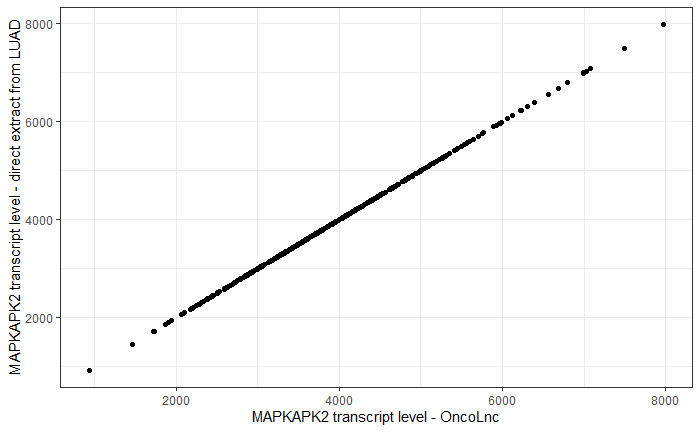 MAPKAPK2 transcript level - direct extract from LUAD
8000
6000
4000
2000
2000 4000 6000 8000
MAPKAPK2 transcript level - OncoLnc